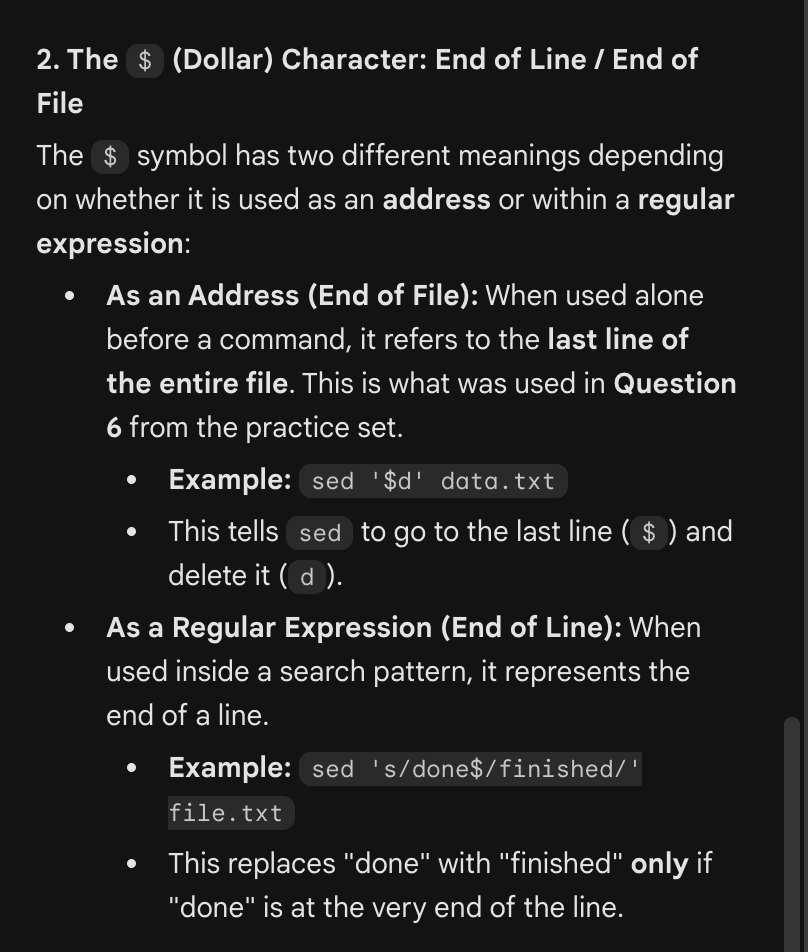 2. The $ (Dollar) Character: End of Line / End of
File
The $ symbol has two different meanings depending
on whether it is used as an address or within a regular
expression:
• As an Address (End of File): When used alone
before a command, it refers to the last line of
the entire file. This is what was used in Question
6 from the practice set.
• Example: sed '$d' data.txt
• This tells sed to go to the last line ( $ ) and
delete it ( d ).
• As a Regular Expression (End of Line): When
used inside a search pattern, it represents the
end of a line.
• Example: sed 's/done$/finished/'
file.txt
• This replaces "done" with "finished" only if
"done" is at the very end of the line.